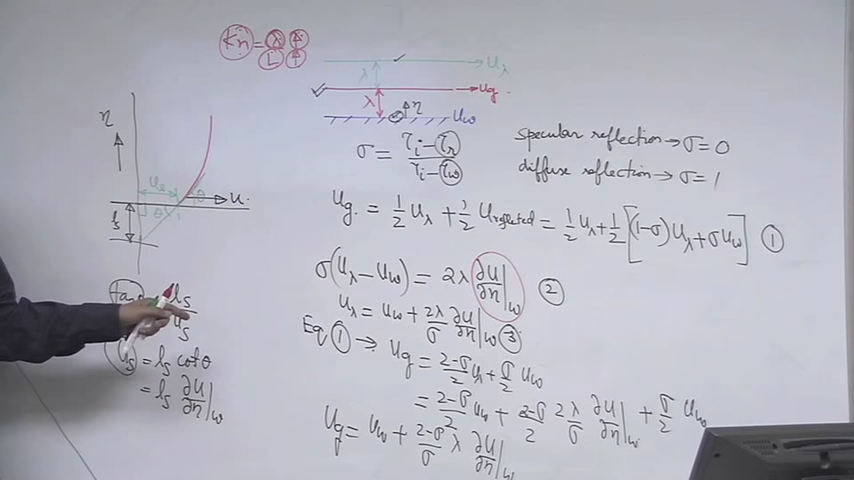 Kn = λ ↑ / L ↑
λ → U_λ
→ U_g
λ ↑ η U_w
η
u_s θ → u
l_s θ
σ = (τ_i − τ_r) / (τ_i − τ_w)
specular reflection → σ = 0
diffuse reflection → σ = 1
U_g = 1/2 U_λ + 1/2 U_reflected = 1/2 U_λ + 1/2 [(1−σ) U_λ + σ U_w] ①
σ(U_λ − U_w) = 2λ ∂U/∂η|_w ②
U_λ = U_w + 2λ/σ ∂U/∂η|_w ③
Eq ① → U_g = (2−σ)/2 U_λ + σ/2 U_w
= (2−σ)/2 U_w + (2−σ)/2 2λ/σ ∂U/∂η|_w + σ/2 U_w
U_g = U_w + (2−σ)/σ λ ∂U/∂η|_w
tan l_s / u_s
u_s = l_s cot θ
= l_s ∂U/∂η|_w